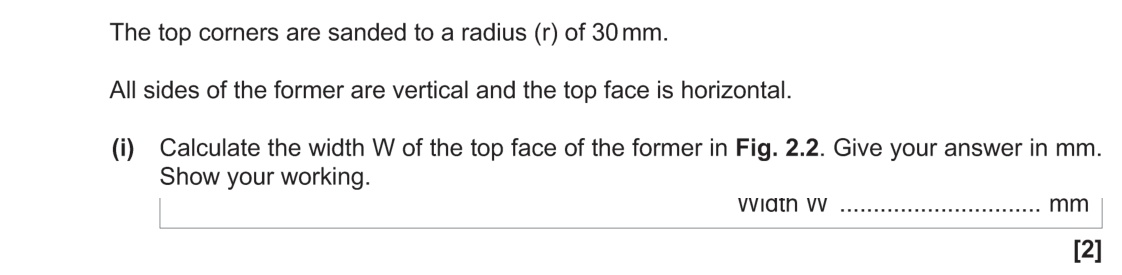 The top corners are sanded to a radius (r) of 30 mm.
All sides of the former are vertical and the top face is horizontal.
(i) Calculate the width W of the top face of the former in Fig. 2.2. Give your answer in mm.
Show your working.
Width W .............................. mm
[2]